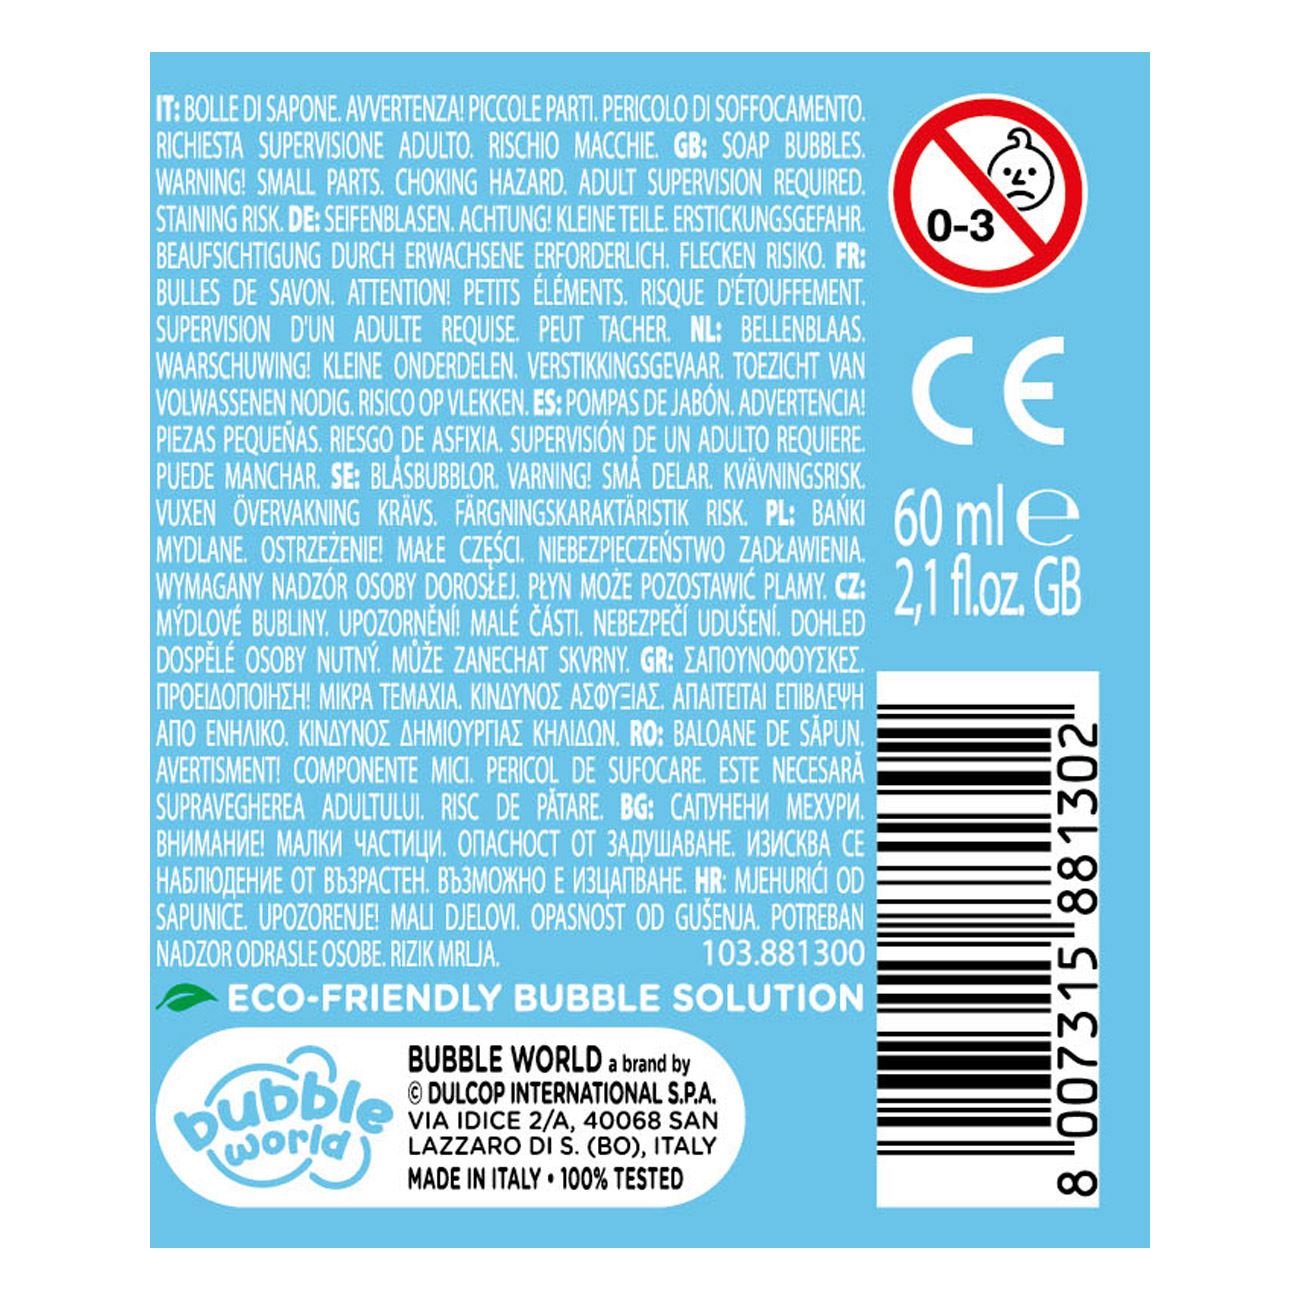 IT: BOLLE DI SAPONE. AVVERTENZA! PICCOLE PARTI. PERICOLO DI SOFFOCAMENTO.
RICHIESTA SUPERVISIONE ADULTO. RISCHIO MACCHIE. GB: SOAP BUBBLES.
WARNING! SMALL PARTS. CHOKING HAZARD. ADULT SUPERVISION REQUIRED.
STAINING RISK. DE: SEIFENBLASEN. ACHTUNG! KLEINE TEILE. ERSTICKUNGSGEFAHR.
BEAUFSICHTIGUNG DURCH ERWACHSENE ERFORDERLICH. FLECKEN RISIKO. FR:
BULLES DE SAVON. ATTENTION! PETITS ÉLÉMENTS. RISQUE D'ÉTOUFFEMENT.
SUPERVISION D'UN ADULTE REQUISE. PEUT TACHER. NL: BELLENBLAAS.
WAARSCHUWING! KLEINE ONDERDELEN. VERSTIKKINGSGEVAAR. TOEZICHT VAN
VOLWASSENEN NODIG. RISICO OP VLEKKEN. ES: POMPAS DE JABÓN. ADVERTENCIA!
PIEZAS PEQUEÑAS. RIESGO DE ASFIXIA. SUPERVISIÓN DE UN ADULTO REQUIERE.
PUEDE MANCHAR. SE: BLÅSBUBBLOR. VARNING! SMÅ DELAR. KVÄVNINGSRISK.
VUXEN ÖVERVAKNING KRÄVS. FÄRGNINGSKARAKTÄRISTIK RISK. PL: BAŃKI
MYDLANE. OSTRZEŻENIE! MAŁE CZĘŚCI. NIEBEZPIECZEŃSTWO ZADŁAWIENIA.
WYMAGANY NADZÓR OSOBY DOROSŁEJ. PŁYN MOŻE POZOSTAWIĆ PLAMY. CZ:
MÝDLOVÉ BUBLINY. UPOZORNĚNÍ! MALÉ ČÁSTI. NEBEZPEČÍ UDUŠENÍ. DOHLED
DOSPĚLÉ OSOBY NUTNÝ. MŮŽE ZANECHAT SKVRNY. GR: ΣΑΠΟΥΝΟΦΟΥΣΚΕΣ.
ΠΡΟΕΙΔΟΠΟΙΗΣΗ! ΜΙΚΡΑ ΤΕΜΑΧΙΑ. ΚΙΝΔΥΝΟΣ ΑΣΦΥΞΙΑΣ. ΑΠΑΙΤΕΙΤΑΙ ΕΠΙΒΛΕΨΗ
ΑΠΟ ΕΝΗΛΙΚΟ. ΚΙΝΔΥΝΟΣ ΔΗΜΙΟΥΡΓΙΑΣ ΚΗΛΙΔΩΝ. RO: BALOANE DE SĂPUN.
AVERTISMENT! COMPONENTE MICI. PERICOL DE SUFOCARE. ESTE NECESARĂ
SUPRAVEGHEREA ADULTULUI. RISC DE PĂTARE. BG: САПУНЕНИ МЕХУРИ.
ВНИМАНИЕ! МАЛКИ ЧАСТИЦИ. ОПАСНОСТ ОТ ЗАДУШАВАНЕ. ИЗИСКВА СЕ
НАБЛЮДЕНИЕ ОТ ВЪЗРАСТЕН. ВЪЗМОЖНО Е ИЗЦАПВАНЕ. HR: MJEHURIĆI OD
SAPUNICE. UPOZORENJE! MALI DJELOVI. OPASNOST OD GUŠENJA. POTREBAN
NADZOR ODRASLE OSOBE. RIZIK MRLJA. 103.881300
ECO-FRIENDLY BUBBLE SOLUTION
bubble
world
BUBBLE WORLD a brand by
© DULCOP INTERNATIONAL S.P.A.
VIA IDICE 2/A, 40068 SAN
LAZZARO DI S. (BO), ITALY
MADE IN ITALY • 100% TESTED
0-3
CE
60 ml ℮
2,1 fl.oz. GB
8 007315 881302